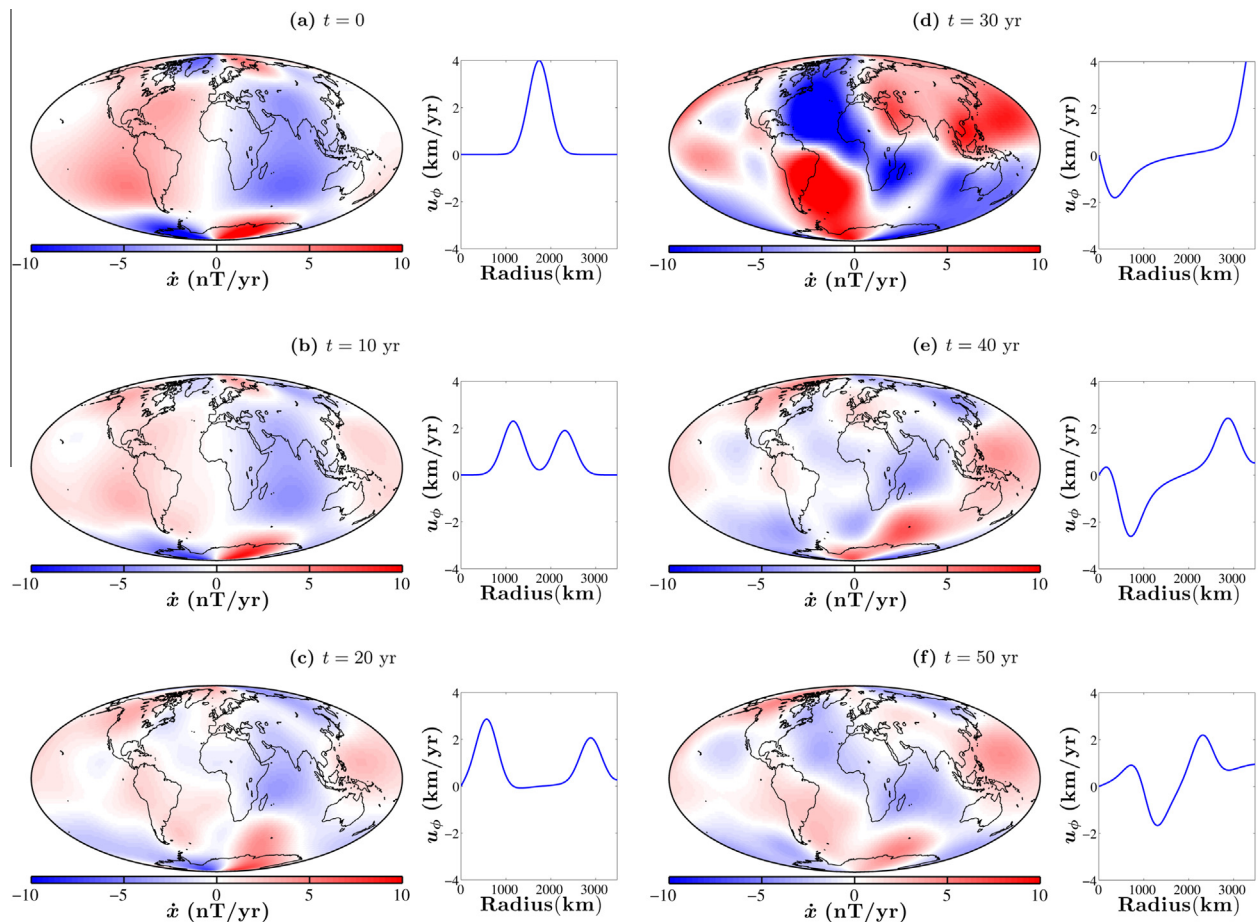 (a) t = 0
4
2
0
−2
−4
u_ϕ (km/yr)
0 1000 2000 3000
Radius(km)
−10 −5 0 5 10
ẋ (nT/yr)
(d) t = 30 yr
4
2
0
−2
−4
u_ϕ (km/yr)
0 1000 2000 3000
Radius(km)
−10 −5 0 5 10
ẋ (nT/yr)
(b) t = 10 yr
4
2
0
−2
−4
u_ϕ (km/yr)
0 1000 2000 3000
Radius(km)
−10 −5 0 5 10
ẋ (nT/yr)
(e) t = 40 yr
4
2
0
−2
−4
u_ϕ (km/yr)
0 1000 2000 3000
Radius(km)
−10 −5 0 5 10
ẋ (nT/yr)
(c) t = 20 yr
4
2
0
−2
−4
u_ϕ (km/yr)
0 1000 2000 3000
Radius(km)
−10 −5 0 5 10
ẋ (nT/yr)
(f) t = 50 yr
4
2
0
−2
−4
u_ϕ (km/yr)
0 1000 2000 3000
Radius(km)
−10 −5 0 5 10
ẋ (nT/yr)